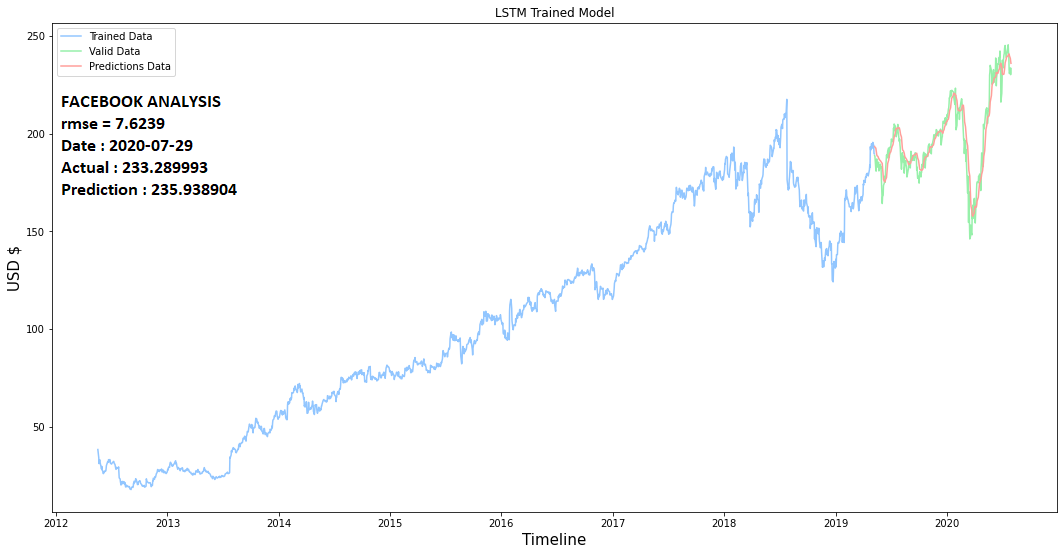 LSTM Trained Model
Trained Data
Valid Data
Predictions Data
FACEBOOK ANALYSIS
rmse = 7.6239
Date : 2020-07-29
Actual : 233.289993
Prediction : 235.938904
USD $
250
200
150
100
50
2012 2013 2014 2015 2016 2017 2018 2019 2020
Timeline